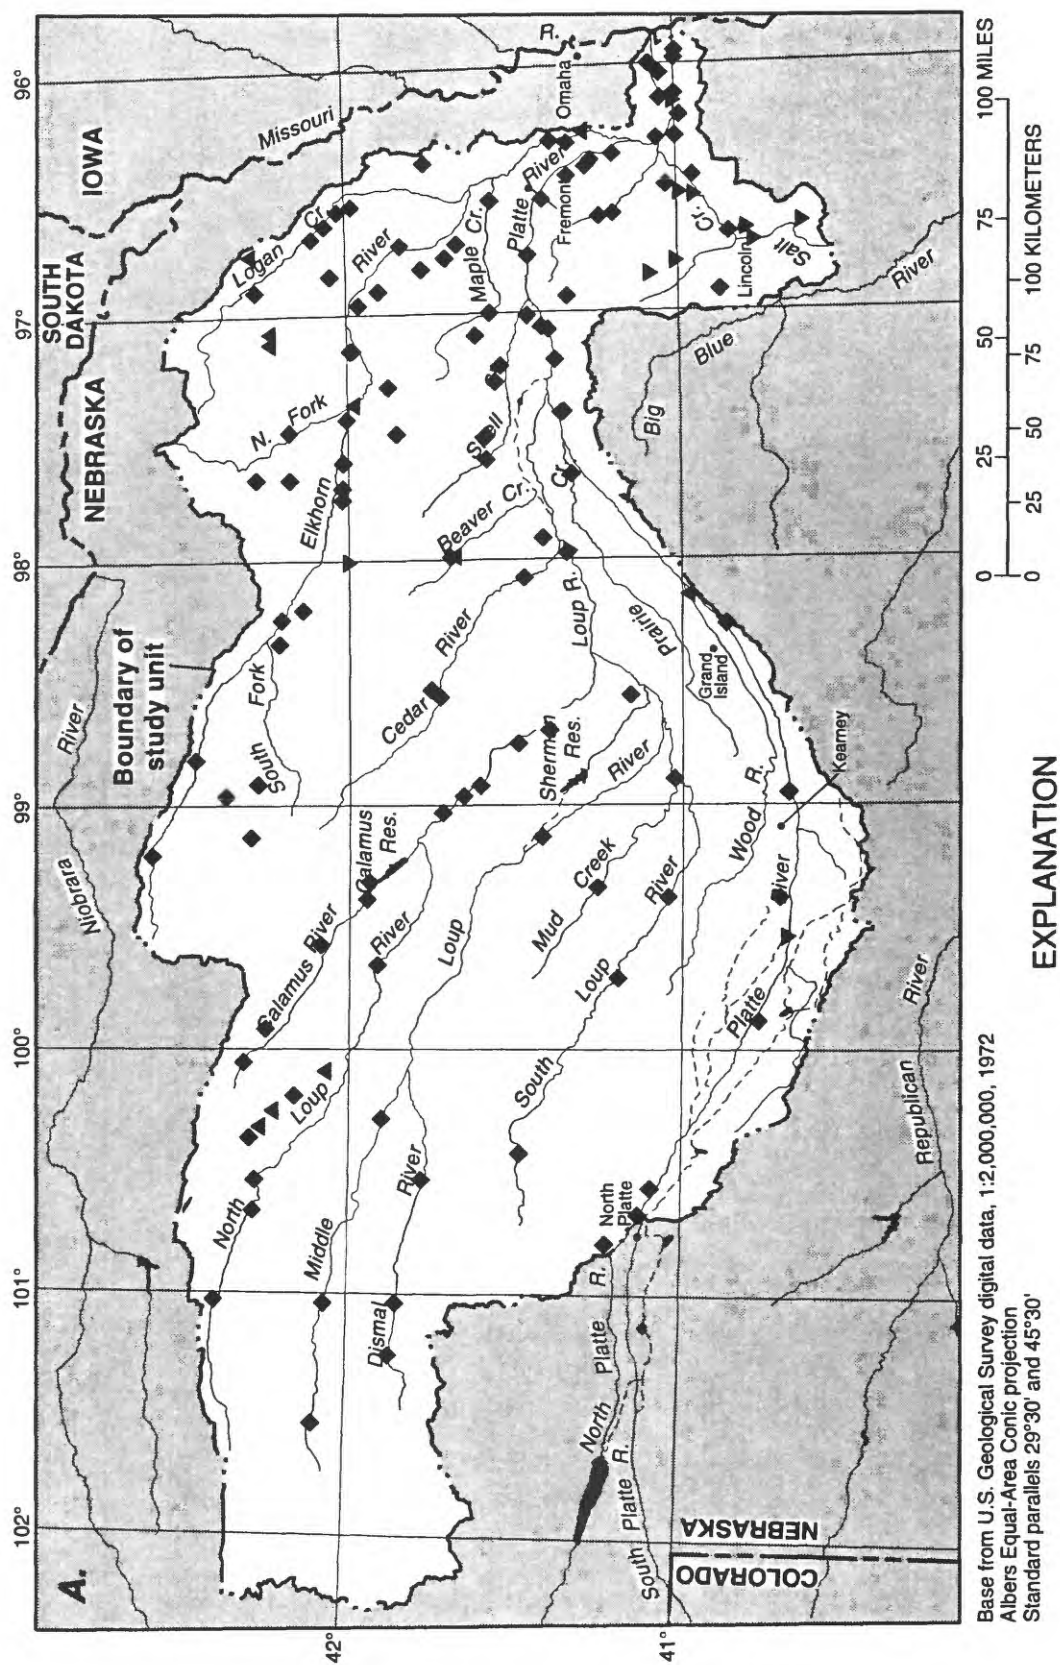 A.
102°
101°
100°
99°
98°
97°
96°
42°
41°
Niobrara
River
Boundary of
study unit
NEBRASKA
SOUTH
DAKOTA
IOWA
Missouri
R.
Omaha
Logan
Cr.
N.
Fork
Elkhorn
River
South
Fork
Maple
Cr.
Platte
River
Fremont
Shell
Cr.
Beaver
Cr.
Cedar
River
Loup R.
Prairie
Grand
Island
Salt
Cr.
Lincoln
Big
Blue
River
Calamus River
Calamus
Res.
North
Loup
River
Middle
Loup
River
Sherman
Res.
Dismal
River
Mud
Creek
South
Loup
River
Wood
R.
Kearney
Platte
River
North
Platte
North
Platte
R.
South
Platte
R.
COLORADO
NEBRASKA
Republican
River
Base from U.S. Geological Survey digital data, 1:2,000,000, 1972
Albers Equal-Area Conic projection
Standard parallels 29°30' and 45°30'
0 25 50 75 100 MILES
0 25 50 75 100 KILOMETERS
EXPLANATION